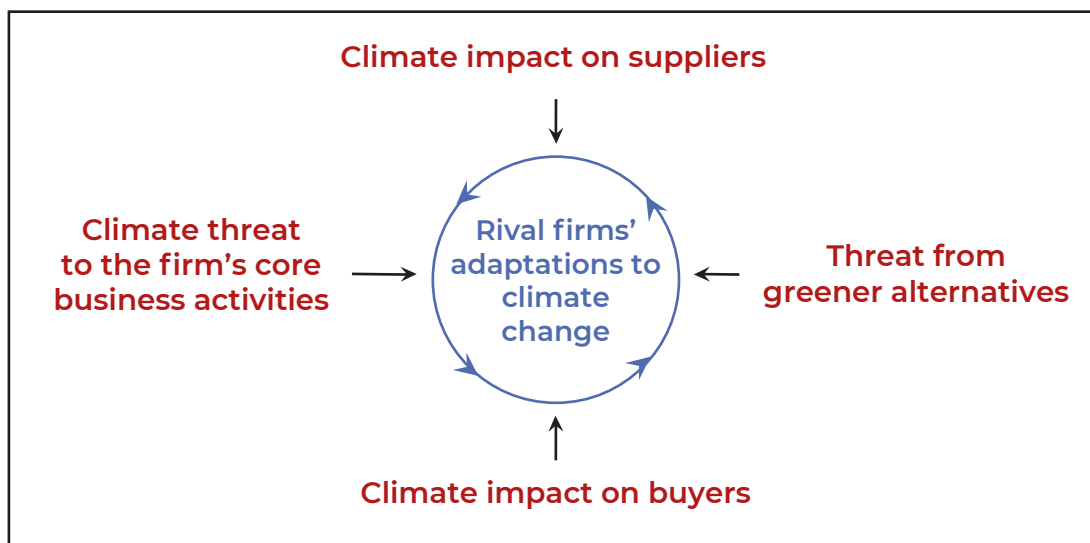 Climate impact on suppliers
Climate threat
to the firm’s core
business activities
Rival firms’
adaptations to
climate
change
Threat from
greener alternatives
Climate impact on buyers